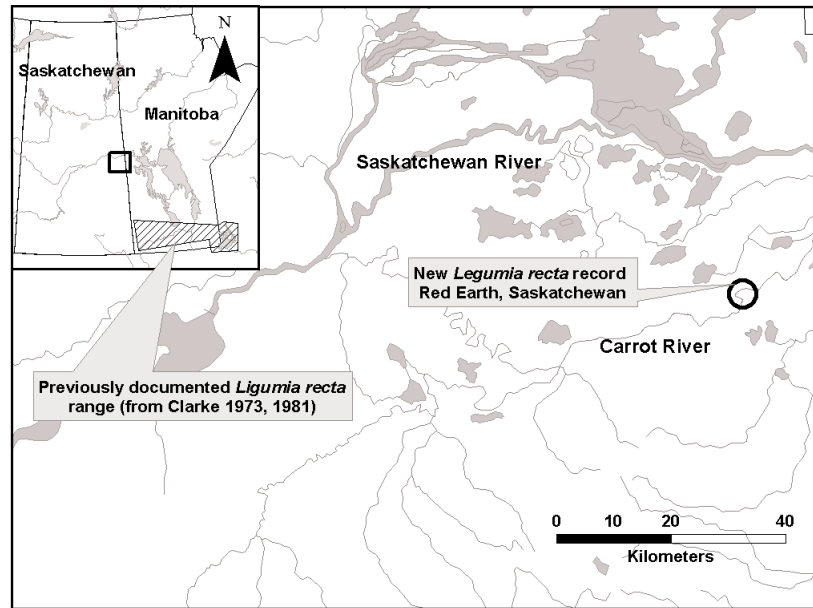 N
Saskatchewan
Manitoba
Saskatchewan River
New Legumia recta record
Red Earth, Saskatchewan
Carrot River
Previously documented Ligumia recta
range (from Clarke 1973, 1981)
0 10 20 40
Kilometers